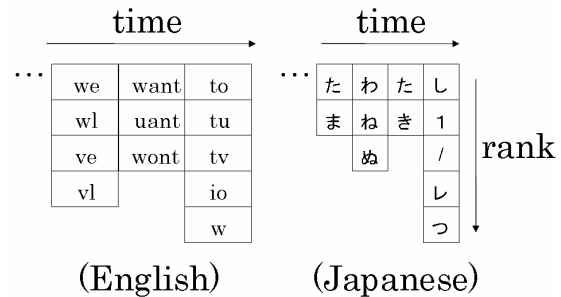 time time
… we want to … た わ た し
wl uant tu ま ね き 1
ve wont tv ぬ /
vl io レ
w つ
rank
(English) (Japanese)